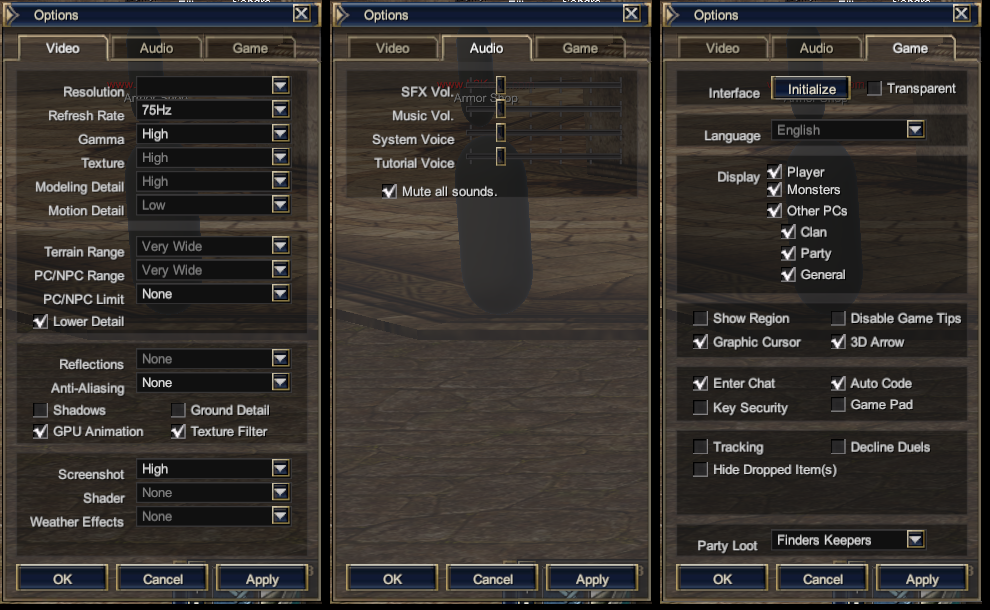 Options
Video Audio Game
Resolution
Refresh Rate 75Hz
Gamma High
Texture High
Modeling Detail High
Motion Detail Low
Terrain Range Very Wide
PC/NPC Range Very Wide
PC/NPC Limit None
Lower Detail
Reflections None
Anti-Aliasing None
Shadows Ground Detail
GPU Animation Texture Filter
Screenshot High
Shader None
Weather Effects None
OK Cancel Apply
Options
Video Audio Game
Armor Shop
SFX Vol.
Music Vol.
System Voice
Tutorial Voice
Mute all sounds.
OK Cancel Apply
Options
Video Audio Game
Interface Initialize Transparent
Language English
Display Player
Monsters
Other PCs
Clan
Party
General
Show Region Disable Game Tips
Graphic Cursor 3D Arrow
Enter Chat Auto Code
Key Security Game Pad
Tracking Decline Duels
Hide Dropped Item(s)
Party Loot Finders Keepers
OK Cancel Apply